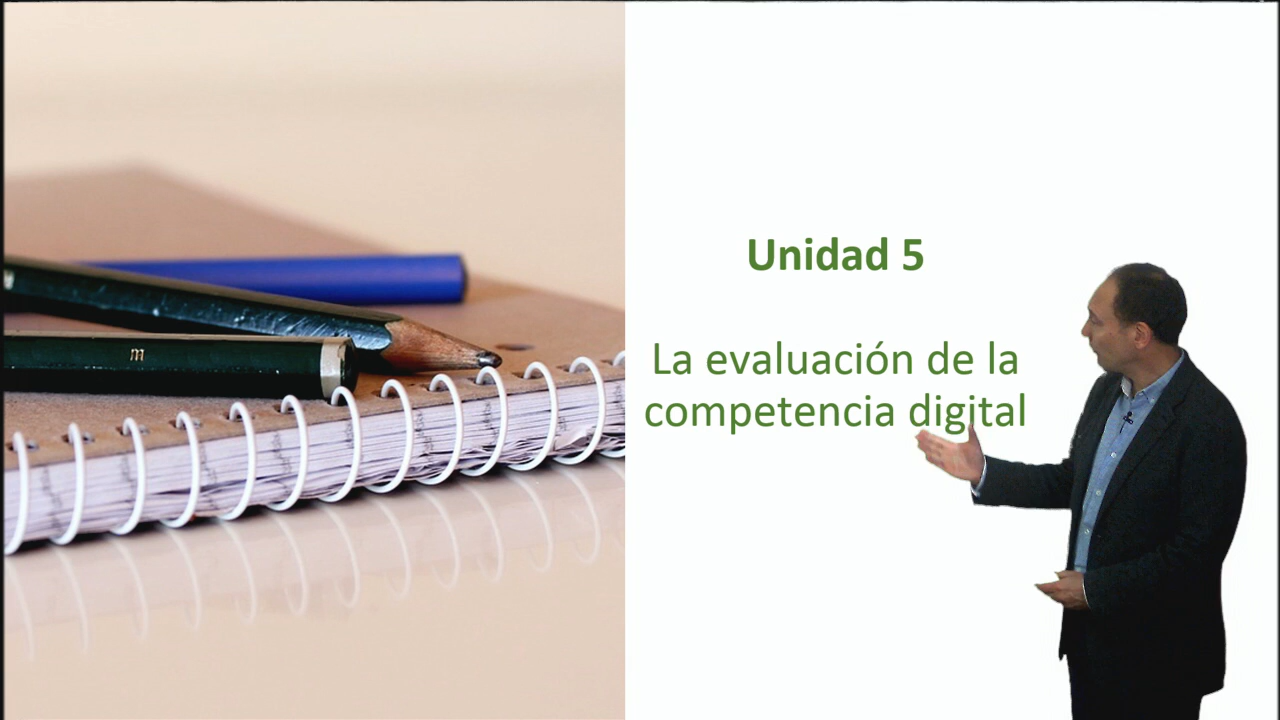 Unidad 5
La evaluación de la
competencia digital